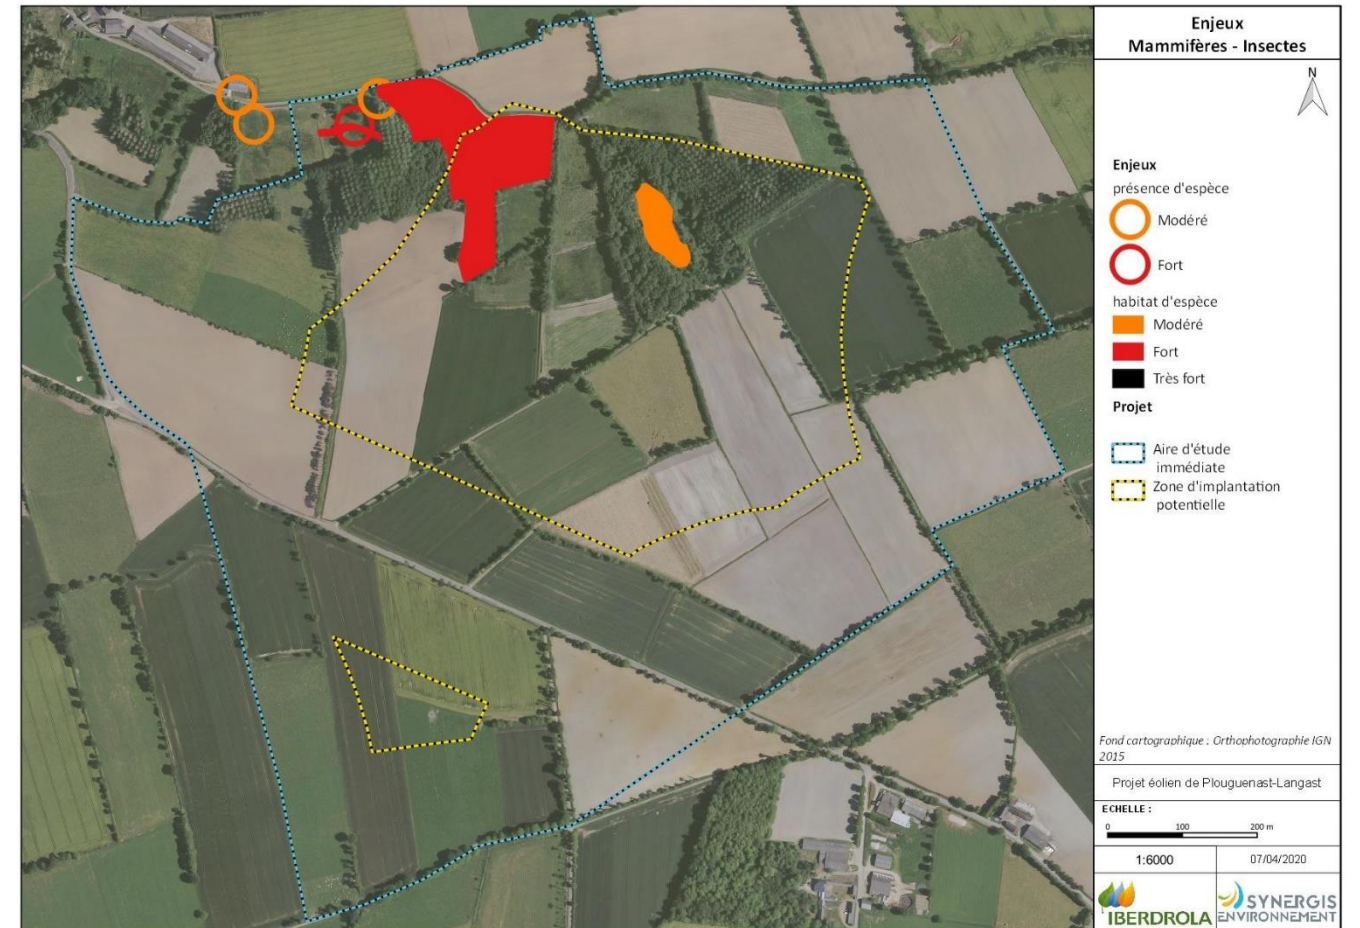 Enjeux
Mammifères - Insectes
N
Enjeux
présence d'espèce
Modéré
Fort
habitat d'espèce
Modéré
Fort
Très fort
Projet
Aire d'étude
immédiate
Zone d'implantation
potentielle
Fond cartographique : Orthophotographie IGN
2015
Projet éolien de Plouguenast-Langast
ECHELLE :
0 100 200 m
1:6000
07/04/2020
IBERDROLA
SYNERGIS
ENVIRONNEMENT